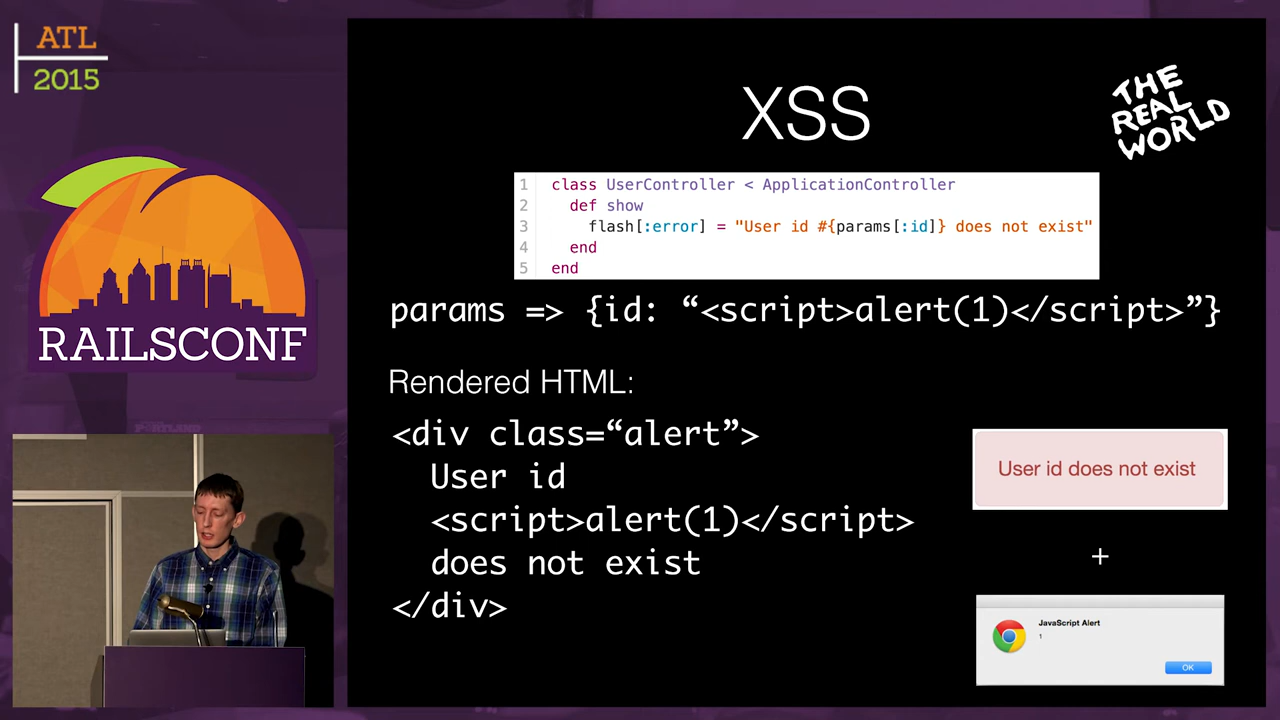 ATL
2015
RAILSCONF
XSS
THE
REAL
WORLD
1 class UserController < ApplicationController
2 def show
3 flash[:error] = "User id #{params[:id]} does not exist"
4 end
5 end
params => {id: “<script>alert(1)</script>”}
Rendered HTML:
<div class=“alert”>
User id
<script>alert(1)</script>
does not exist
</div>
User id does not exist
+
JavaScript Alert
1
OK